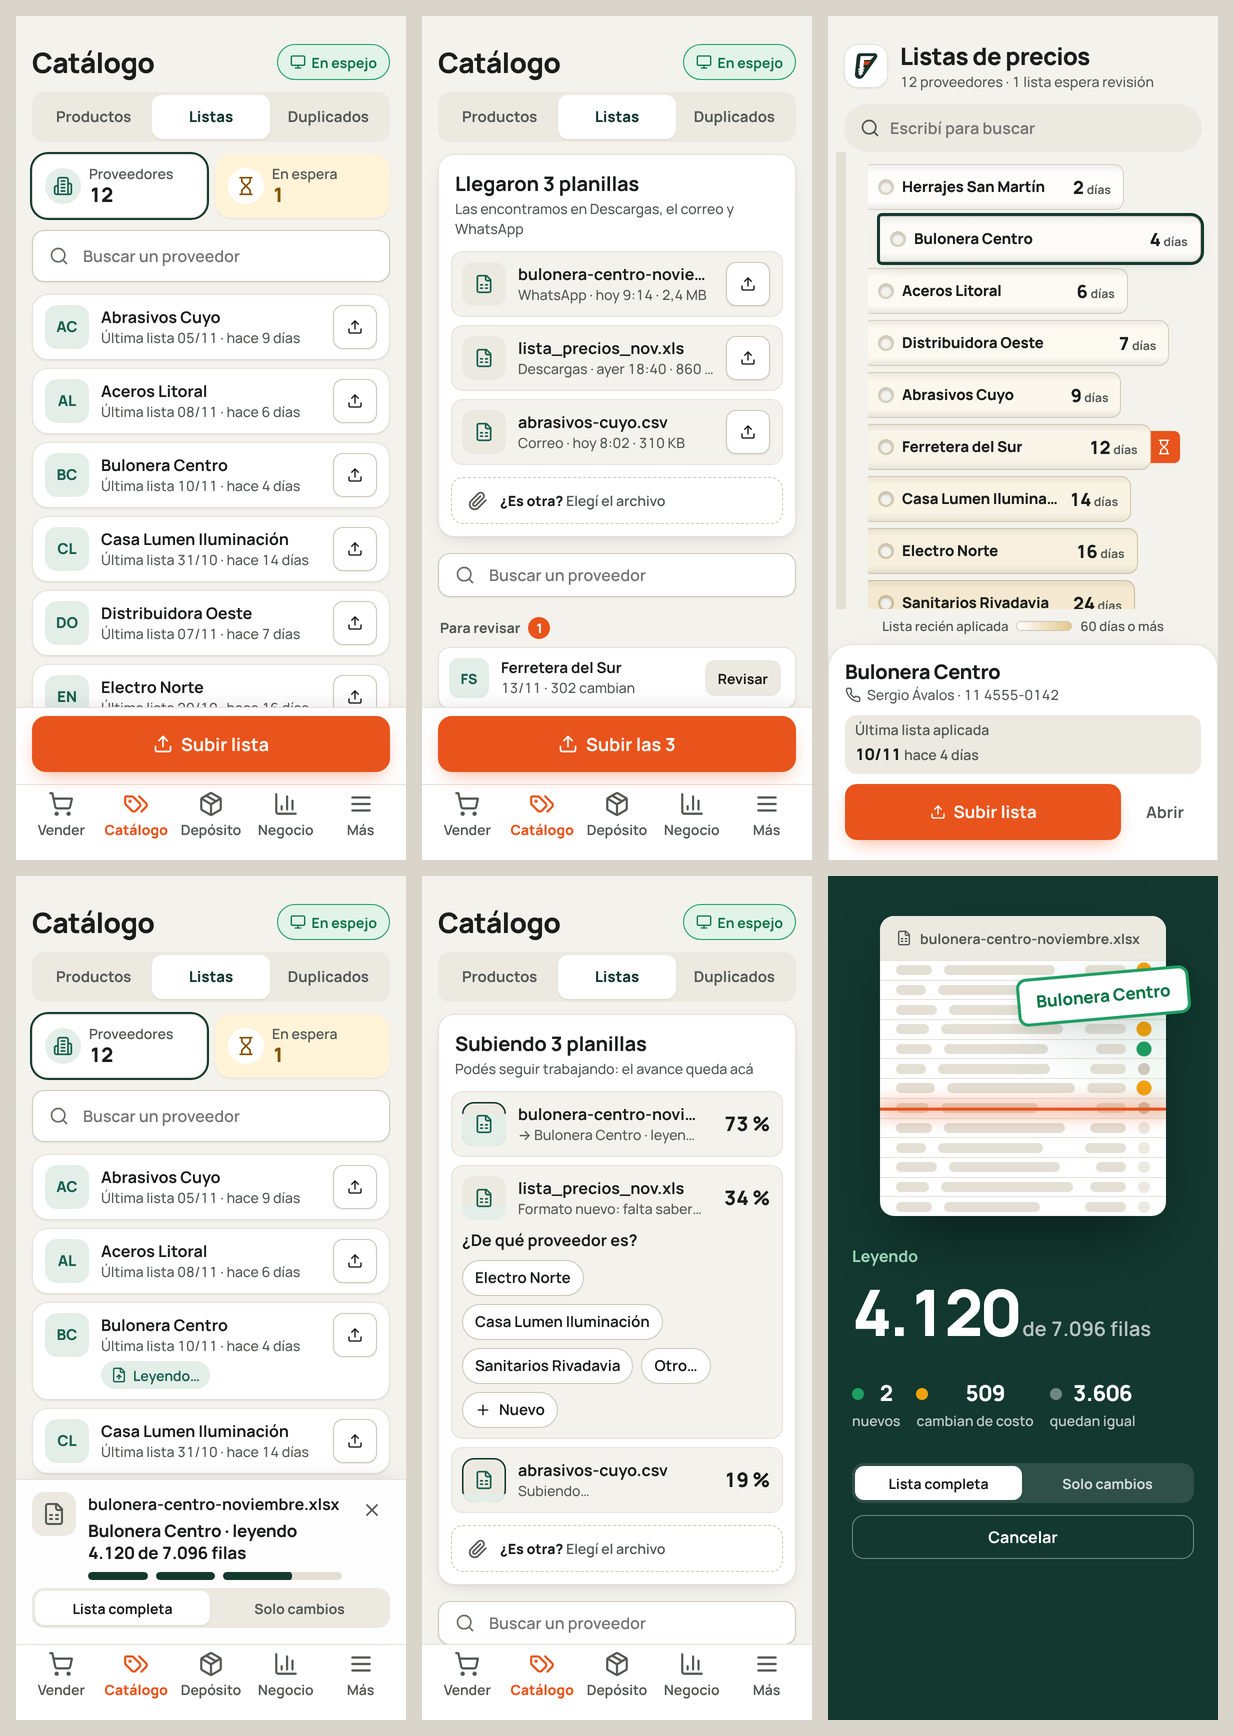 Catálogo
En espejo
Productos
Listas
Duplicados
Proveedores
12
En espera
1
Buscar un proveedor
AC
Abrasivos Cuyo
Última lista 05/11 · hace 9 días
AL
Aceros Litoral
Última lista 08/11 · hace 6 días
BC
Bulonera Centro
Última lista 10/11 · hace 4 días
CL
Casa Lumen Iluminación
Última lista 31/10 · hace 14 días
DO
Distribuidora Oeste
Última lista 07/11 · hace 7 días
EN
Electro Norte
Última lista 29/10 · hace 16 días
Subir lista
Vender
Catálogo
Depósito
Negocio
Más
Catálogo
En espejo
Productos
Listas
Duplicados
Llegaron 3 planillas
Las encontramos en Descargas, el correo y
WhatsApp
bulonera-centro-novie…
WhatsApp · hoy 9:14 · 2,4 MB
lista_precios_nov.xls
Descargas · ayer 18:40 · 860 …
abrasivos-cuyo.csv
Correo · hoy 8:02 · 310 KB
¿Es otra? Elegí el archivo
Buscar un proveedor
Para revisar 1
FS
Ferretera del Sur
13/11 · 302 cambian
Revisar
Subir las 3
Vender
Catálogo
Depósito
Negocio
Más
Listas de precios
12 proveedores · 1 lista espera revisión
Escribí para buscar
Herrajes San Martín 2 días
Bulonera Centro 4 días
Aceros Litoral 6 días
Distribuidora Oeste 7 días
Abrasivos Cuyo 9 días
Ferretera del Sur 12 días
Casa Lumen Ilumina… 14 días
Electro Norte 16 días
Sanitarios Rivadavia 24 días
Lista recién aplicada
60 días o más
Bulonera Centro
Sergio Ávalos · 11 4555-0142
Última lista aplicada
10/11 hace 4 días
Subir lista
Abrir
Catálogo
En espejo
Productos
Listas
Duplicados
Proveedores
12
En espera
1
Buscar un proveedor
AC
Abrasivos Cuyo
Última lista 05/11 · hace 9 días
AL
Aceros Litoral
Última lista 08/11 · hace 6 días
BC
Bulonera Centro
Última lista 10/11 · hace 4 días
Leyendo…
CL
Casa Lumen Iluminación
Última lista 31/10 · hace 14 días
bulonera-centro-noviembre.xlsx
Bulonera Centro · leyendo
4.120 de 7.096 filas
Lista completa
Solo cambios
Vender
Catálogo
Depósito
Negocio
Más
Catálogo
En espejo
Productos
Listas
Duplicados
Subiendo 3 planillas
Podés seguir trabajando: el avance queda acá
bulonera-centro-novi…
→ Bulonera Centro · leyen…
73 %
lista_precios_nov.xls
Formato nuevo: falta saber…
34 %
¿De qué proveedor es?
Electro Norte
Casa Lumen Iluminación
Sanitarios Rivadavia
Otro…
+ Nuevo
abrasivos-cuyo.csv
Subiendo…
19 %
¿Es otra? Elegí el archivo
Buscar un proveedor
Vender
Catálogo
Depósito
Negocio
Más
bulonera-centro-noviembre.xlsx
Bulonera Centro
Leyendo
4.120 de 7.096 filas
2
nuevos
509
cambian de costo
3.606
quedan igual
Lista completa
Solo cambios
Cancelar